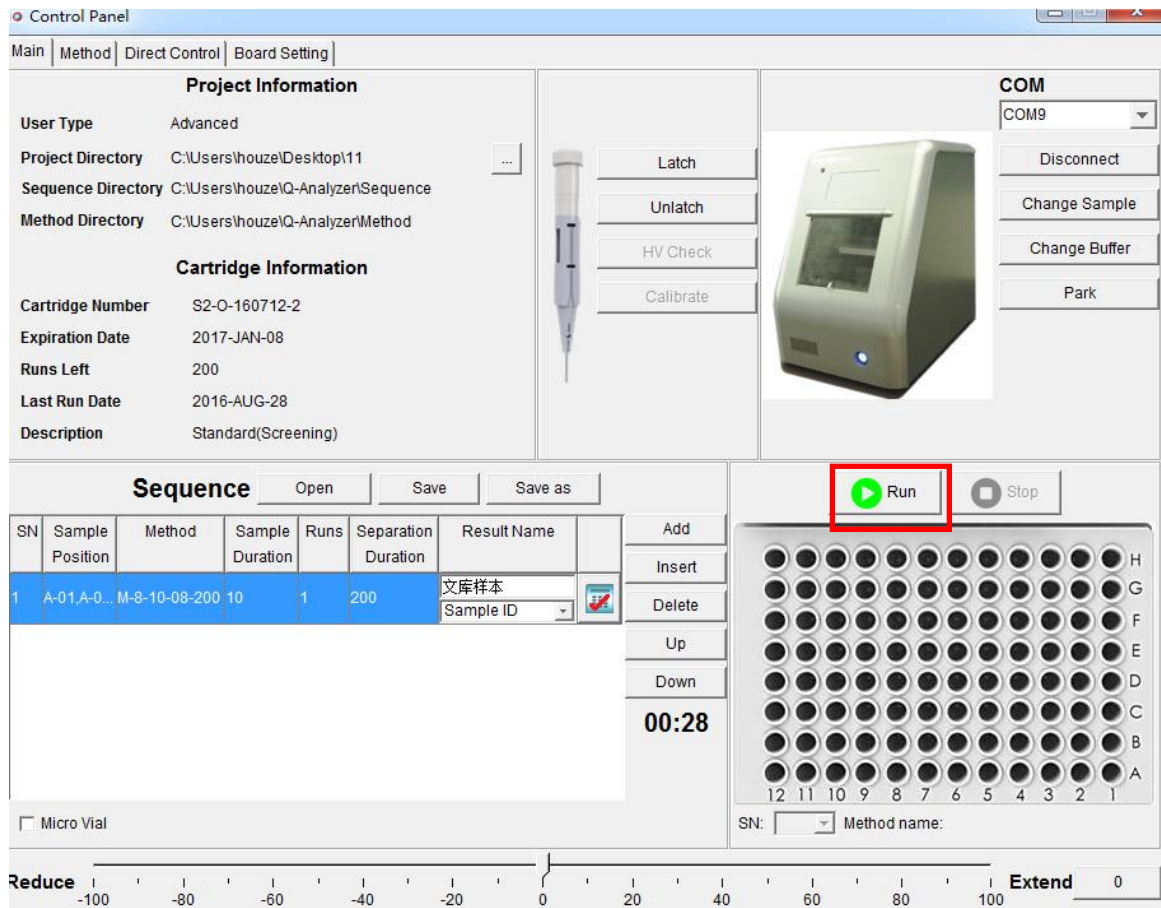 Control Panel
Main Method Direct Control Board Setting
Project Information
User Type Advanced
Project Directory C:\Users\houze\Desktop\11 ...
Sequence Directory C:\Users\houze\Q-Analyzer\Sequence
Method Directory C:\Users\houze\Q-Analyzer\Method
Cartridge Information
Cartridge Number S2-O-160712-2
Expiration Date 2017-JAN-08
Runs Left 200
Last Run Date 2016-AUG-28
Description Standard(Screening)
Latch
Unlatch
HV Check
Calibrate
COM
COM9
Disconnect
Change Sample
Change Buffer
Park
Sequence Open Save Save as
SN Sample Position Method Sample Duration Runs Separation Duration Result Name
1 A-01,A-0... M-8-10-08-200 10 1 200 文库样本
Sample ID
Add
Insert
Delete
Up
Down
00:28
Micro Vial
Run Stop
H
G
F
E
D
C
B
A
12 11 10 9 8 7 6 5 4 3 2 1
SN: Method name:
Reduce -100 -80 -60 -40 -20 0 20 40 60 80 100 Extend 0